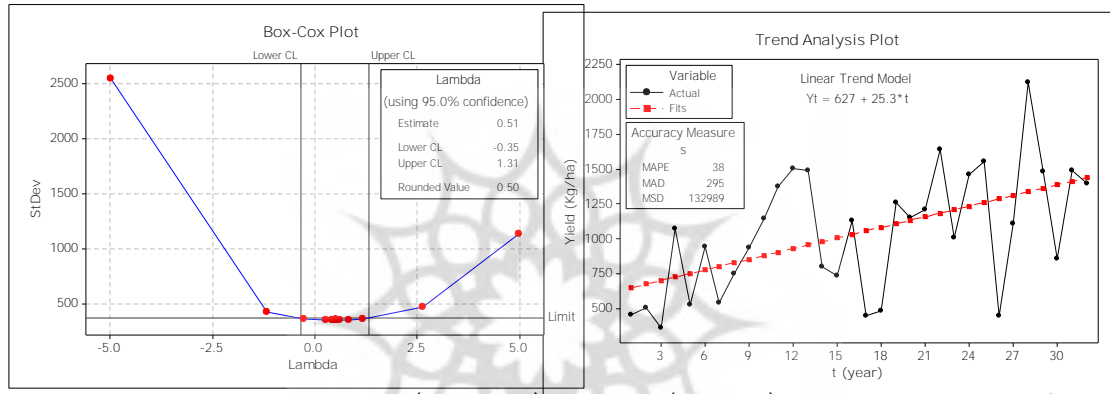 Box-Cox Plot
Lower CL
Upper CL
StDev
2500
2000
1500
1000
500
-5.0
-2.5
0.0
2.5
5.0
Lambda
Limit
Lambda
(using 95.0% confidence)
Estimate 0.51
Lower CL -0.35
Upper CL 1.31
Rounded Value 0.50
Trend Analysis Plot
Linear Trend Model
Yt = 627 + 25.3*t
Variable
Actual
Fits
Accuracy Measure
s
MAPE 38
MAD 295
MSD 132989
Yield (Kg/ha)
2250
2000
1750
1500
1250
1000
750
500
3
6
9
12
15
18
21
24
27
30
t (year)